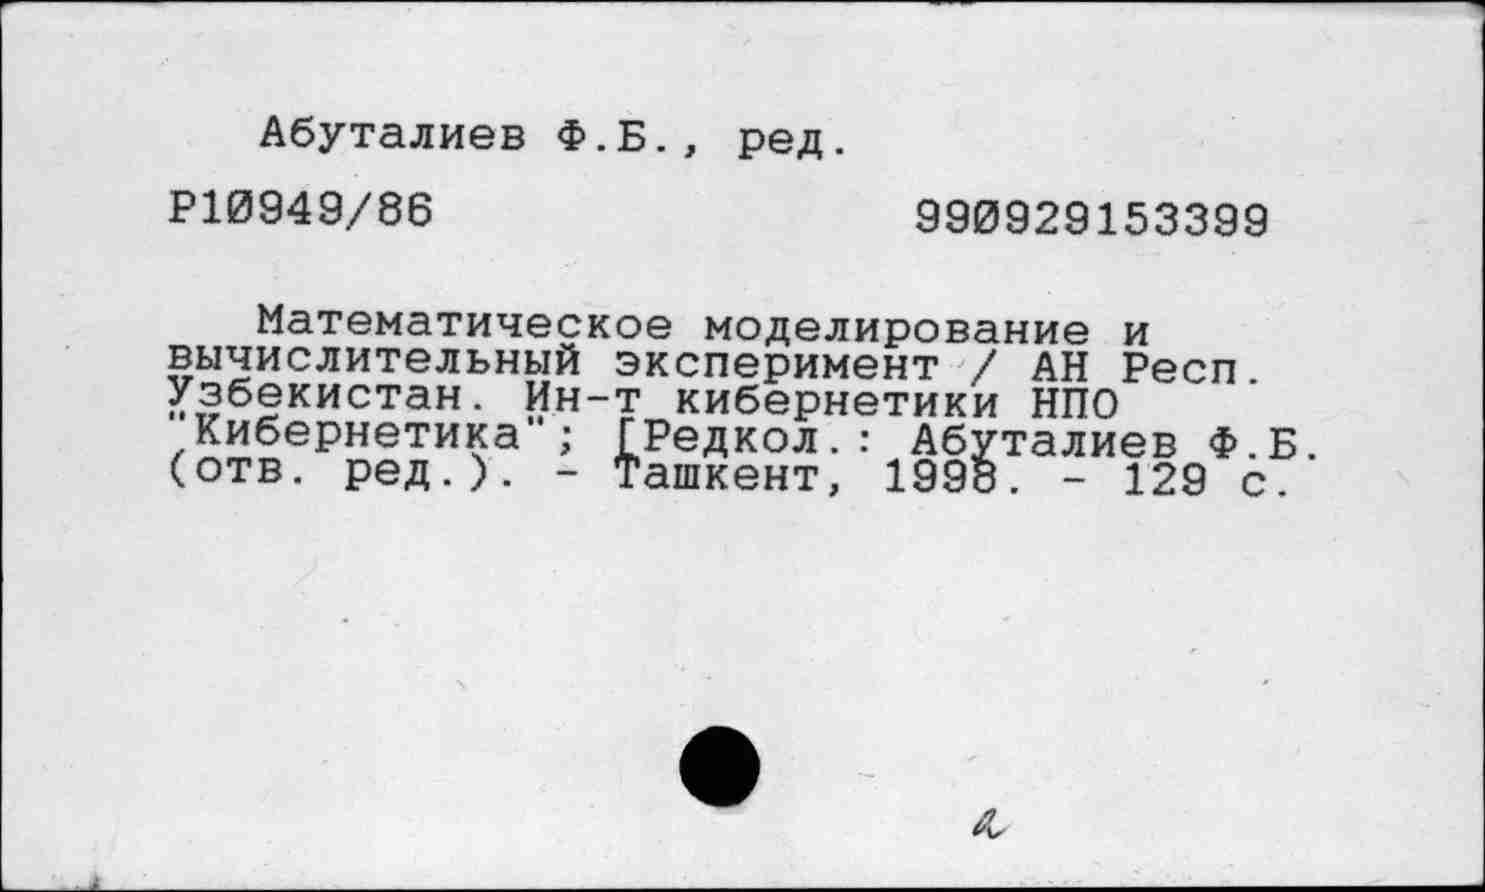 Абуталиев Ф.Б., ред.
Р10949/86 990929153399
Математическое моделирование и
вычислительный эксперимент / АН Респ.
Узбекистан. Ин-т кибернетики НПО
"Кибернетика"; [Редкол.: Абуталиев Ф.Б.
(отв. ред.). - Ташкент, 1998. - 129 с.